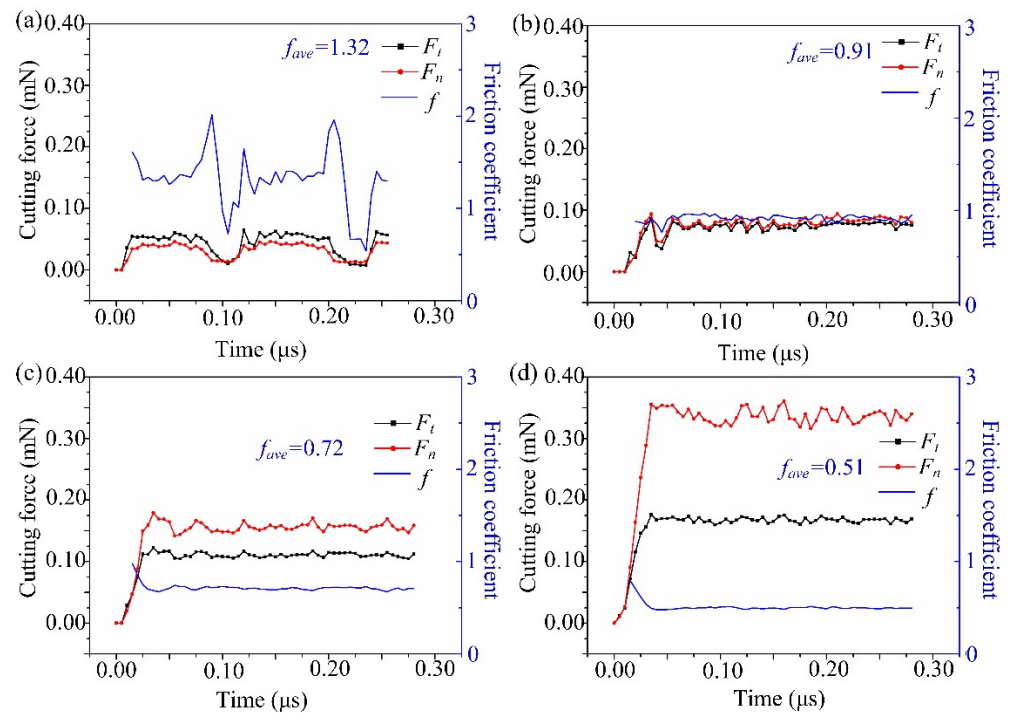 (a)
0.40
0.30
0.20
0.10
0.00
Cutting force (mN)
f_ave=1.32
F_t
F_n
f
3
2
1
0
Friction coefficient
0.00 0.10 0.20 0.30
Time (μs)
(b)
0.40
0.30
0.20
0.10
0.00
Cutting force (mN)
f_ave=0.91
F_t
F_n
f
3
2
1
0
Friction coefficient
0.00 0.10 0.20 0.30
Time (μs)
(c)
0.40
0.30
0.20
0.10
0.00
Cutting force (mN)
f_ave=0.72
F_t
F_n
f
3
2
1
0
Friction coefficient
0.00 0.10 0.20 0.30
Time (μs)
(d)
0.40
0.30
0.20
0.10
0.00
Cutting force (mN)
f_ave=0.51
F_t
F_n
f
3
2
1
0
Friction coefficient
0.00 0.10 0.20 0.30
Time (μs)